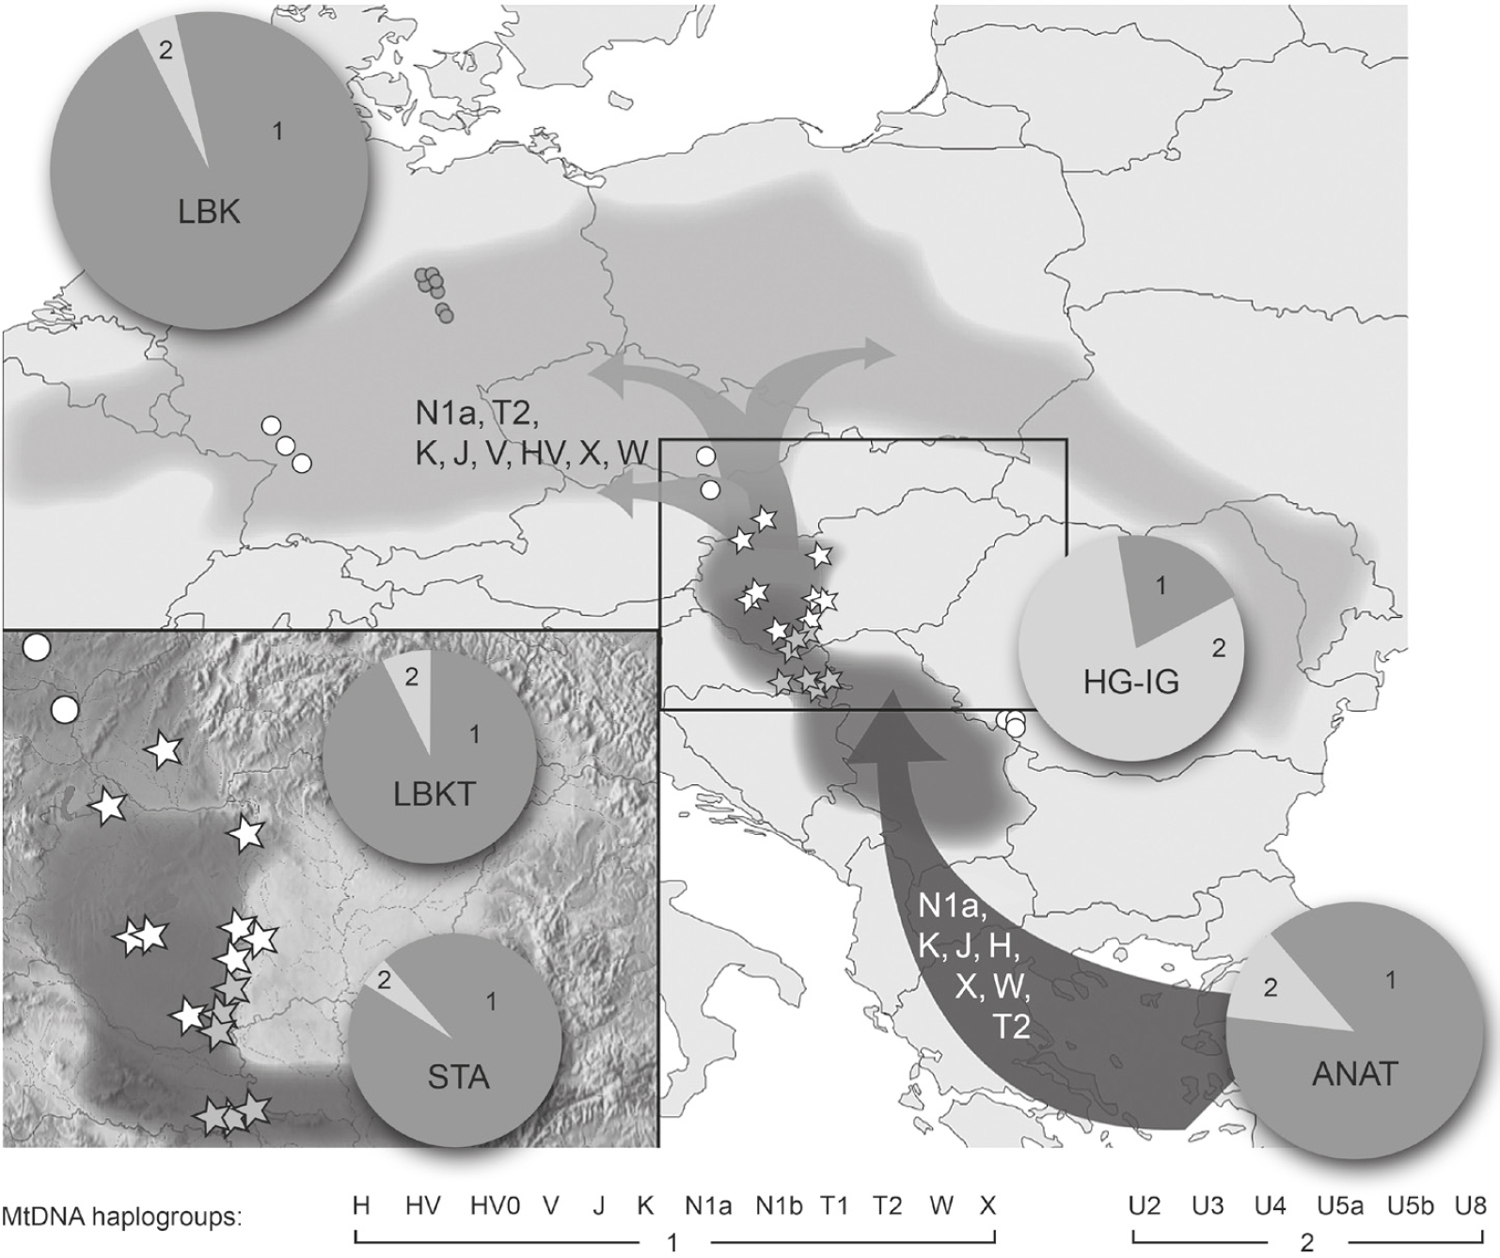 2
1
LBK
N1a, T2,
K, J, V, HV, X, W
1
2
HG-IG
2
1
LBKT
2
1
STA
N1a,
K, J, H,
X, W,
T2
2
1
ANAT
MtDNA haplogroups:
H HV HV0 V J K N1a N1b T1 T2 W X
1
U2 U3 U4 U5a U5b U8
2